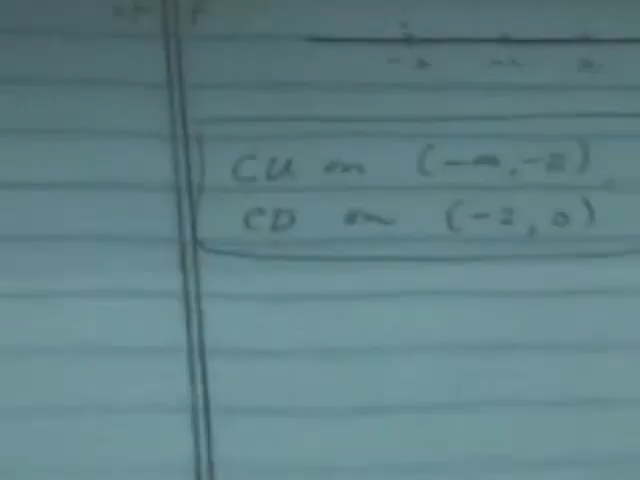 CU on (-∞, -2)
CD on (-2, 0)